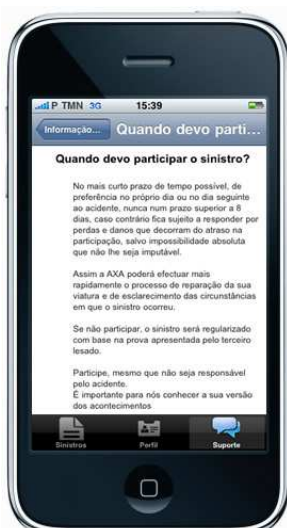 P TMN 3G 15:39
Informação... Quando devo parti...
Quando devo participar o sinistro?
No mais curto prazo de tempo possível, de
preferência no próprio dia ou no dia seguinte
ao acidente, nunca num prazo superior a 8
dias, caso contrário fica sujeito a responder por
perdas e danos que decorram do atraso na
participação, salvo impossibilidade absoluta
que não lhe seja imputável.
Assim a AXA poderá efectuar mais
rapidamente o processo de reparação da sua
viatura e de esclarecimento das circunstâncias
em que o sinistro ocorreu.
Se não participar, o sinistro será regularizado
com base na prova apresentada pelo terceiro
lesado.
Participe, mesmo que não seja responsável
pelo acidente.
É importante para nós conhecer a sua versão
dos acontecimentos
Sinistros Perfil Suporte